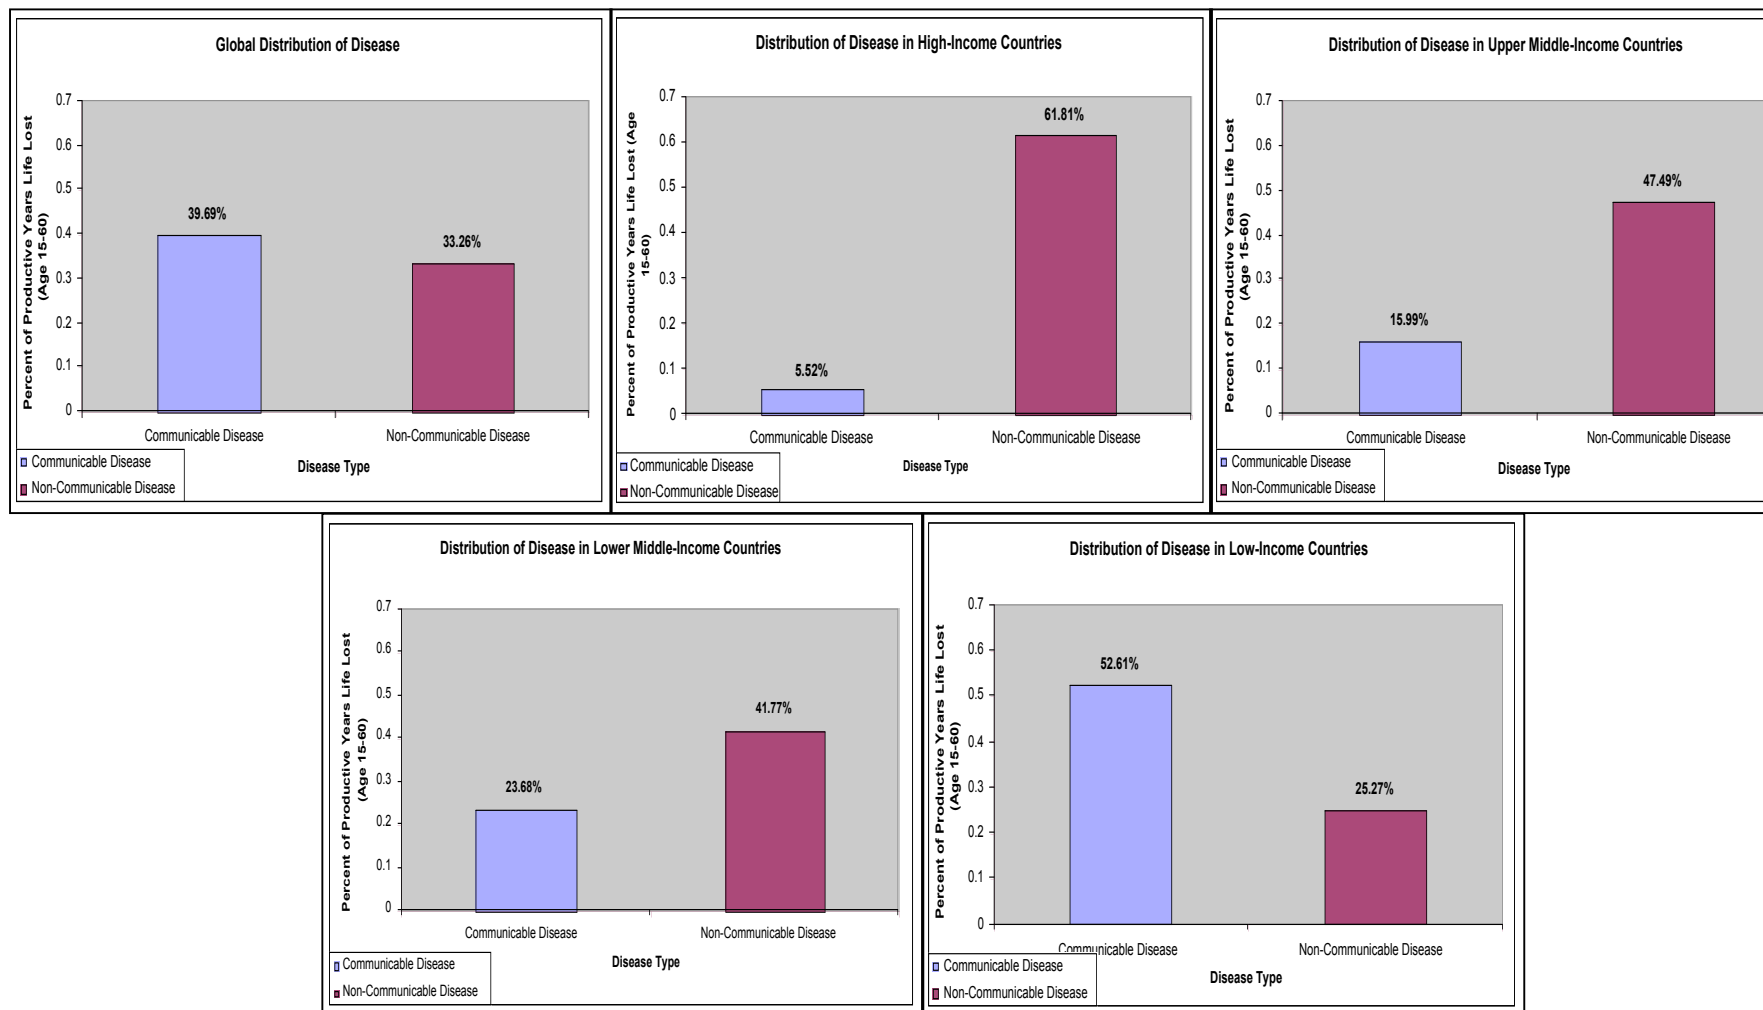 Global Distribution of Disease
Percent of Productive Years Life Lost
(Age 15-60)
0.7
0.6
0.5
0.4
0.3
0.2
0.1
0
39.69%
33.26%
Communicable Disease
Non-Communicable Disease
Disease Type
Communicable Disease
Non-Communicable Disease
Distribution of Disease in High-Income Countries
Percent of Productive Years Life Lost (Age
15-60)
0.7
0.6
0.5
0.4
0.3
0.2
0.1
0
5.52%
61.81%
Communicable Disease
Non-Communicable Disease
Disease Type
Communicable Disease
Non-Communicable Disease
Distribution of Disease in Upper Middle-Income Countries
Percent of Productive Years Life Lost
(Age 15-60)
0.7
0.6
0.5
0.4
0.3
0.2
0.1
0
15.99%
47.49%
Communicable Disease
Non-Communicable Disease
Disease Type
Communicable Disease
Non-Communicable Disease
Distribution of Disease in Lower Middle-Income Countries
Percent of Productive Years Life Lost
(Age 15-60)
0.7
0.6
0.5
0.4
0.3
0.2
0.1
0
23.68%
41.77%
Communicable Disease
Non-Communicable Disease
Disease Type
Communicable Disease
Non-Communicable Disease
Distribution of Disease in Low-Income Countries
Percent of Productive Years Life Lost
(Age 15-60)
0.7
0.6
0.5
0.4
0.3
0.2
0.1
0
52.61%
25.27%
Communicable Disease
Non-Communicable Disease
Disease Type
Communicable Disease
Non-Communicable Disease